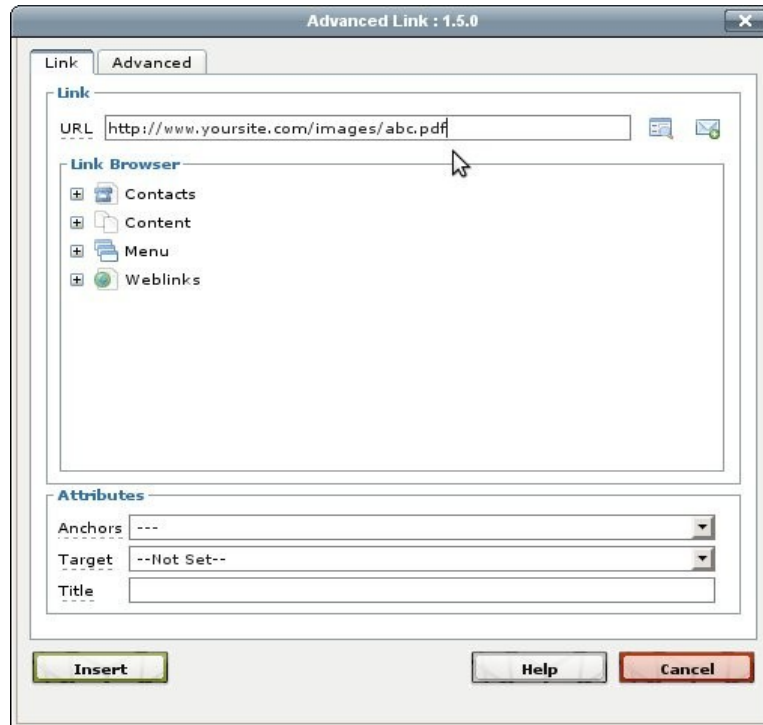 Advanced Link : 1.5.0
Link Advanced
Link
URL http://www.yoursite.com/images/abc.pdf
Link Browser
Contacts
Content
Menu
Weblinks
Attributes
Anchors ---
Target --Not Set--
Title
Insert Help Cancel